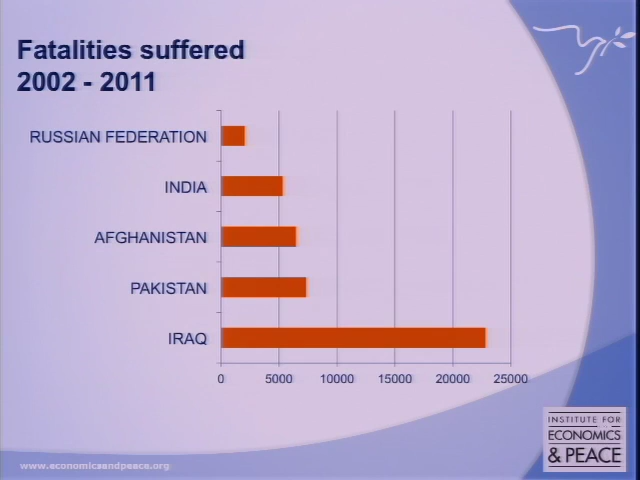 Fatalities suffered
2002 - 2011
RUSSIAN FEDERATION
INDIA
AFGHANISTAN
PAKISTAN
IRAQ
0 5000 10000 15000 20000 25000
www.economicsandpeace.org
INSTITUTE FOR
ECONOMICS
& PEACE